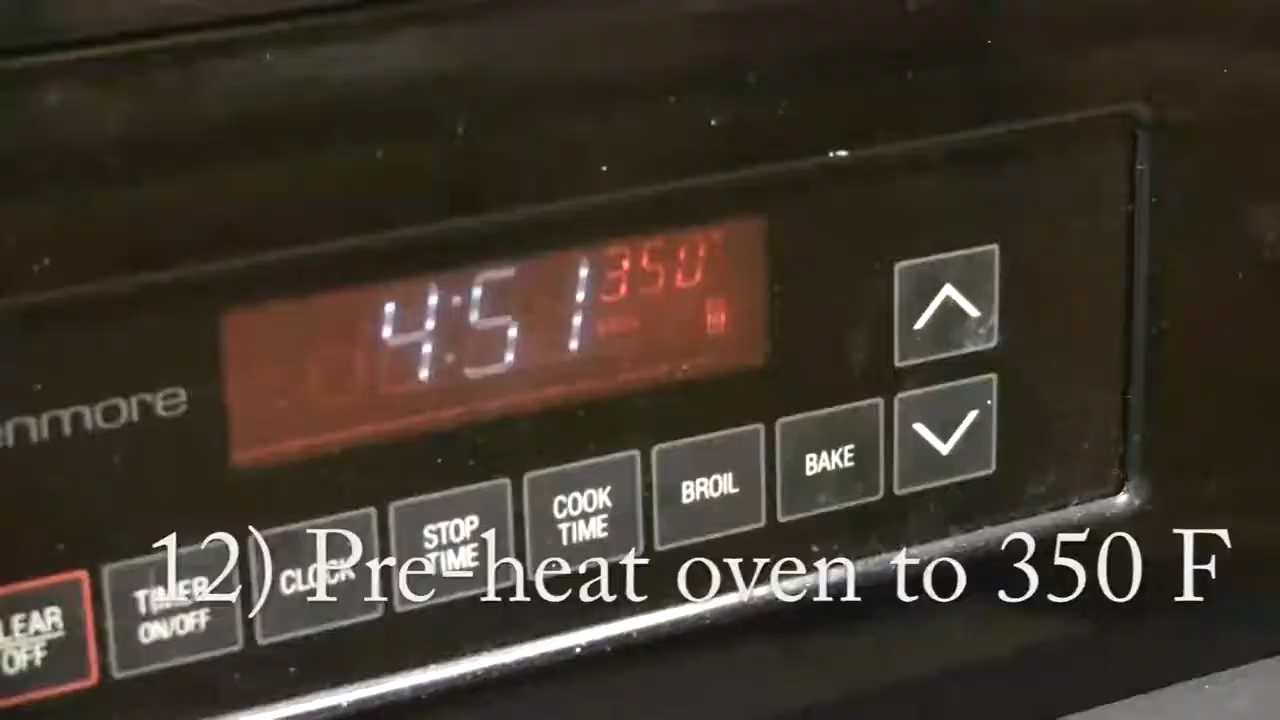 4:51 350°
enmore
BAKE
BROIL
COOK
TIME
STOP
TIME
CLOCK
TIMER
ON/OFF
LEAR
OFF
12) Pre-heat oven to 350 F